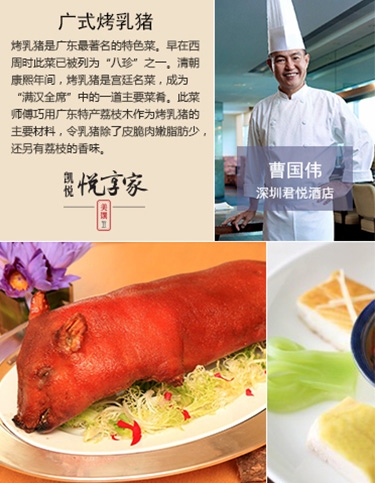 广式烤乳猪
烤乳猪是广东最著名的特色菜。早在西
周时此菜已被列为“八珍”之一。清朝
康熙年间，烤乳猪是宫廷名菜，成为
“满汉全席”中的一道主要菜肴。此菜
师傅巧用广东特产荔枝木作为烤乳猪的
主要材料，令乳猪除了皮脆肉嫩脂肪少，
还另有荔枝的香味。
凯悦
悦享家
美馔
曹国伟
深圳君悦酒店